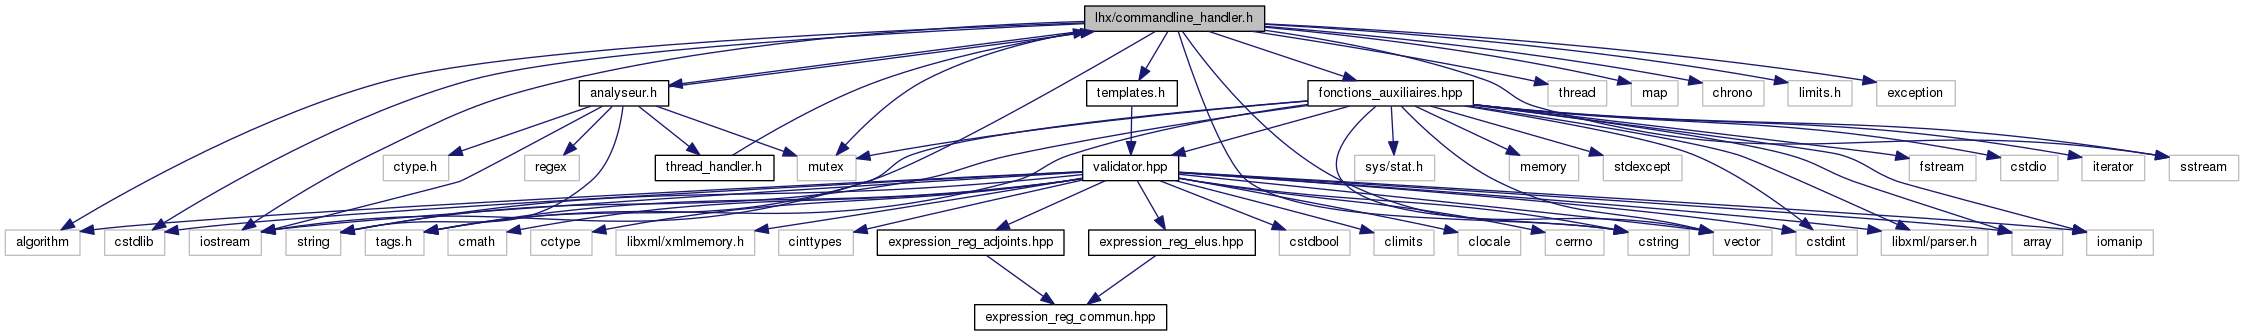 lhx/commandline_handler.h
analyseur.h
templates.h
fonctions_auxiliaires.hpp
thread
map
chrono
limits.h
exception
ctype.h
regex
thread_handler.h
mutex
validator.hpp
sys/stat.h
memory
stdexcept
fstream
cstdio
iterator
sstream
algorithm
cstdlib
iostream
string
tags.h
cmath
cctype
libxml/xmlmemory.h
cinttypes
expression_reg_adjoints.hpp
expression_reg_elus.hpp
cstdbool
climits
clocale
cerrno
cstring
vector
cstdint
libxml/parser.h
array
iomanip
expression_reg_commun.hpp